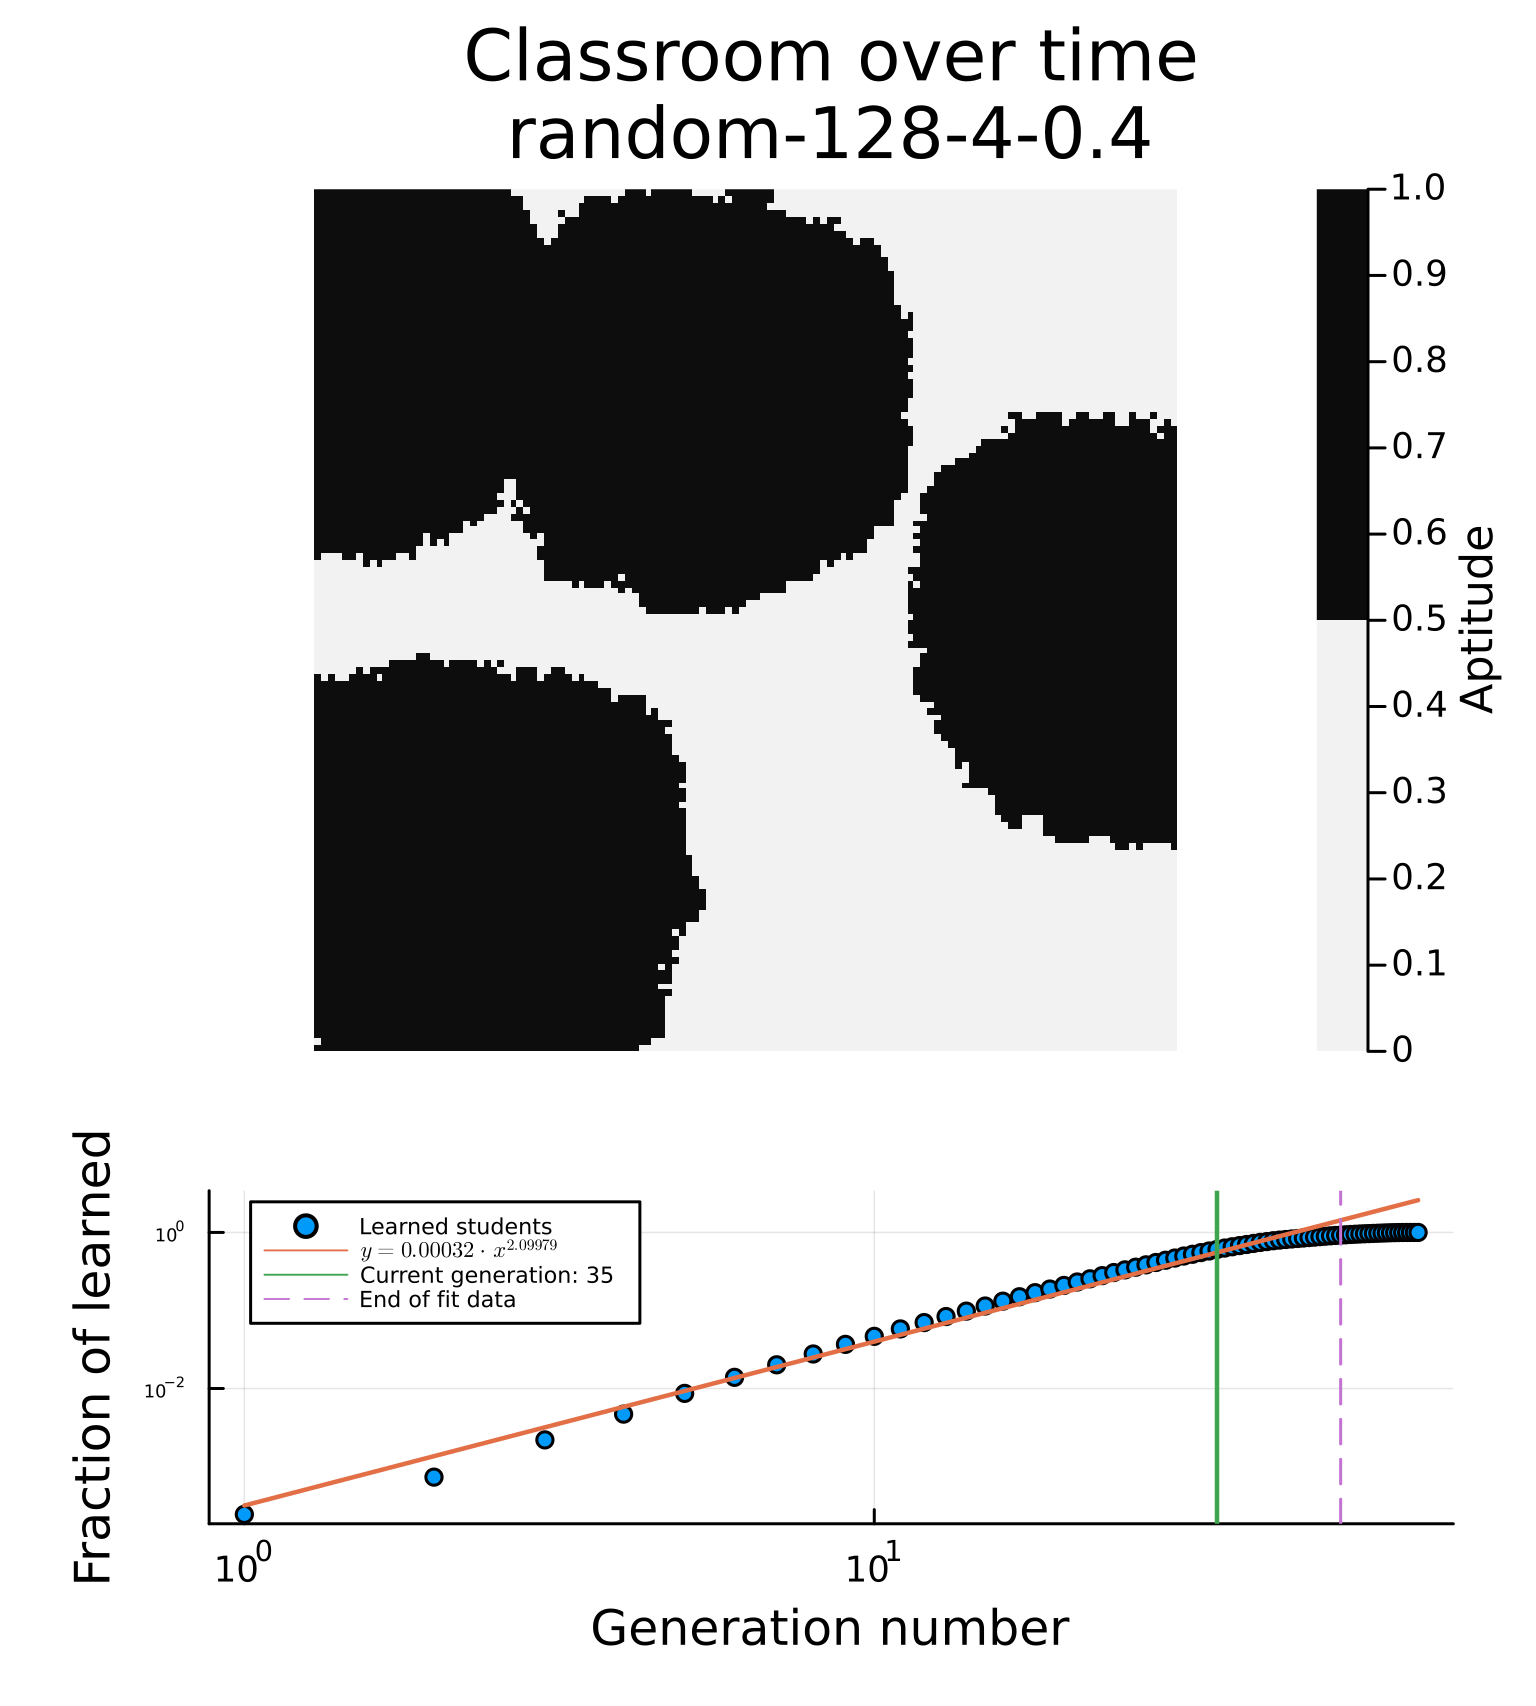 Classroom over time
random-128-4-0.4
1.0
0.9
0.8
0.7
0.6
0.5
0.4
0.3
0.2
0.1
0
Aptitude
Fraction of learned
10⁰
10⁻²
Learned students
y = 0.00032 · x^2.09979
Current generation: 35
End of fit data
10⁰
10¹
Generation number